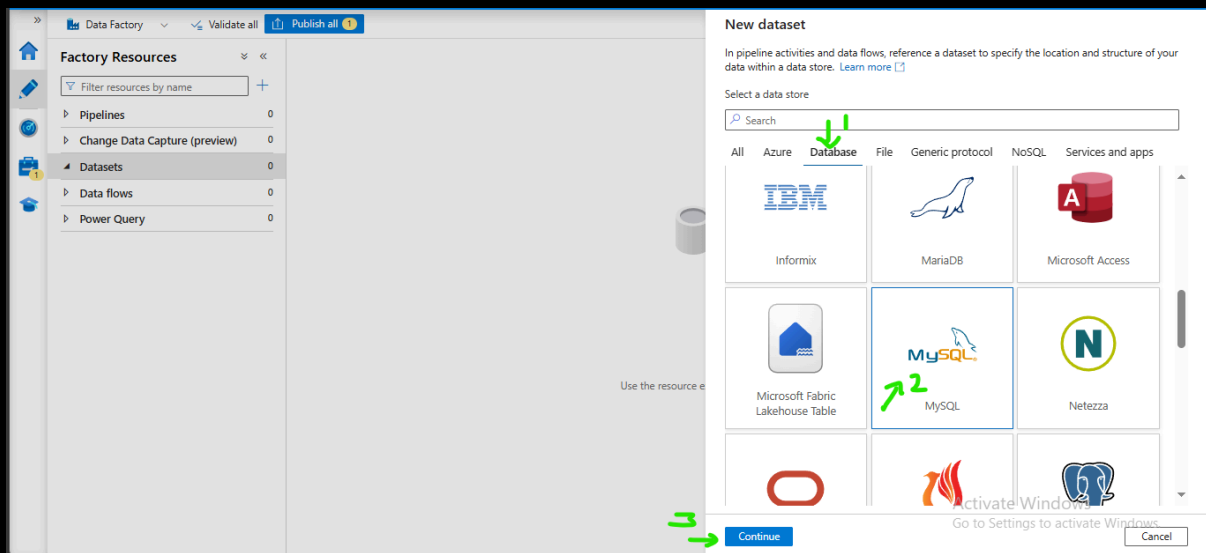 »
Data Factory
Validate all
Publish all 1
Factory Resources
Filter resources by name
Pipelines 0
Change Data Capture (preview) 0
Datasets 0
Data flows 0
Power Query 0
1
Use the resource e
New dataset
In pipeline activities and data flows, reference a dataset to specify the location and structure of your
data within a data store. Learn more
Select a data store
Search
1
All Azure Database File Generic protocol NoSQL Services and apps
IBM
A
Informix
MariaDB
Microsoft Access
MySQL
N
Microsoft Fabric
Lakehouse Table
2
MySQL
Netezza
Activate Windows
Go to Settings to activate Windows.
3
Continue
Cancel